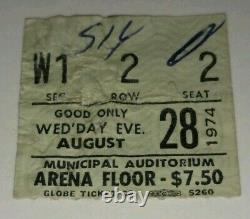 514
W1 2 2
SEC ROW SEAT
GOOD ONLY
WED'DAY EVE.
AUGUST 28 1974
MUNICIPAL AUDITORIUM
ARENA FLOOR - $7.50
GLOBE TICKET 5260